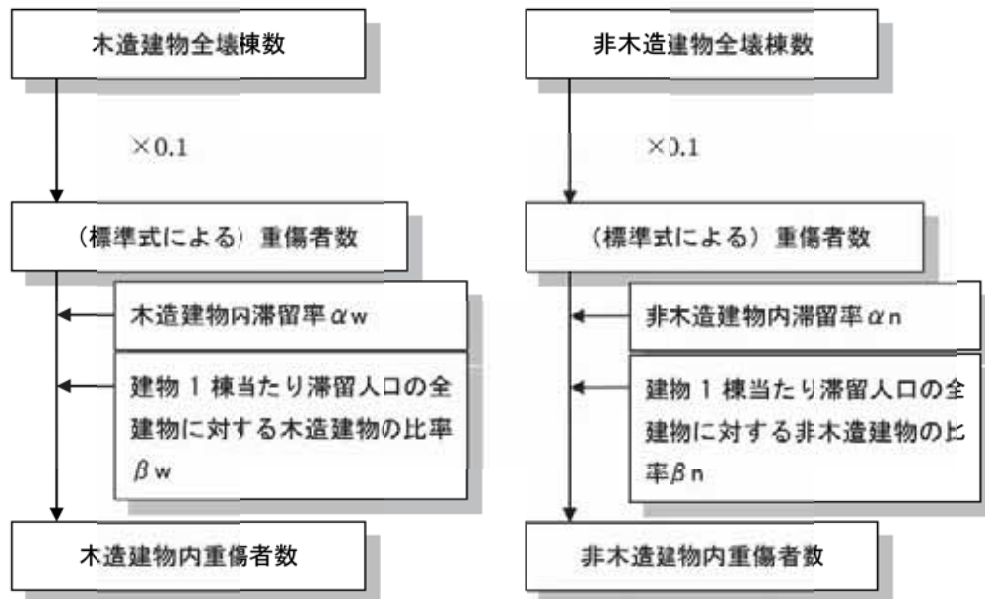 木造建物全壊棟数
×0.1
(標準式による) 重傷者数
木造建物内滞留率αw
建物1棟当たり滞留人口の全
建物に対する木造建物の比率
βw
木造建物内重傷者数
非木造建物全壊棟数
×0.1
(標準式による) 重傷者数
非木造建物内滞留率αn
建物1棟当たり滞留人口の全
建物に対する非木造建物の比
率βn
非木造建物内重傷者数